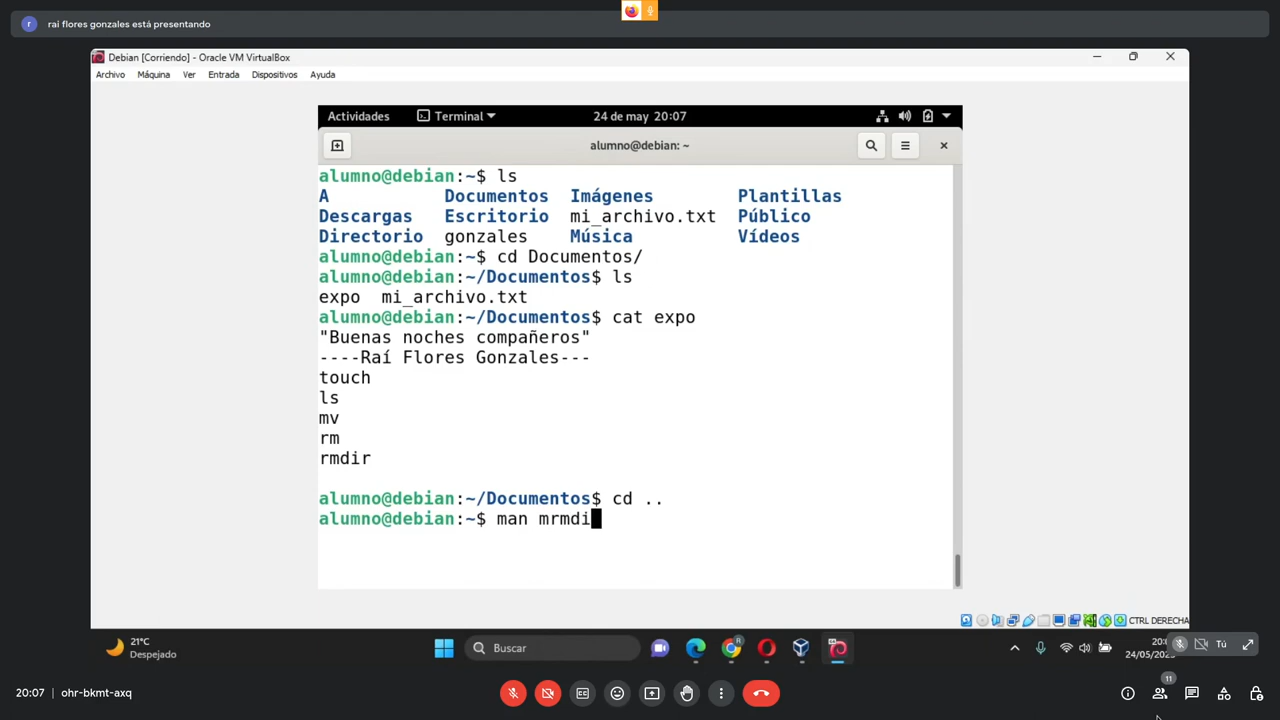 rai flores gonzales está presentando
Debian [Corriendo] - Oracle VM VirtualBox
Archivo Máquina Ver Entrada Dispositivos Ayuda
Actividades Terminal 24 de may 20:07
alumno@debian: ~
alumno@debian:~$ ls
A Documentos Imágenes Plantillas
Descargas Escritorio mi_archivo.txt Público
Directorio gonzales Música Vídeos
alumno@debian:~$ cd Documentos/
alumno@debian:~/Documentos$ ls
expo mi_archivo.txt
alumno@debian:~/Documentos$ cat expo
"Buenas noches compañeros"
----Raí Flores Gonzales---
touch
ls
mv
rm
rmdir
alumno@debian:~/Documentos$ cd ..
alumno@debian:~$ man mrmdi
CTRL DERECHA
21°C
Despejado
Buscar
Tú
20:07 ohr-bkmt-axq
11